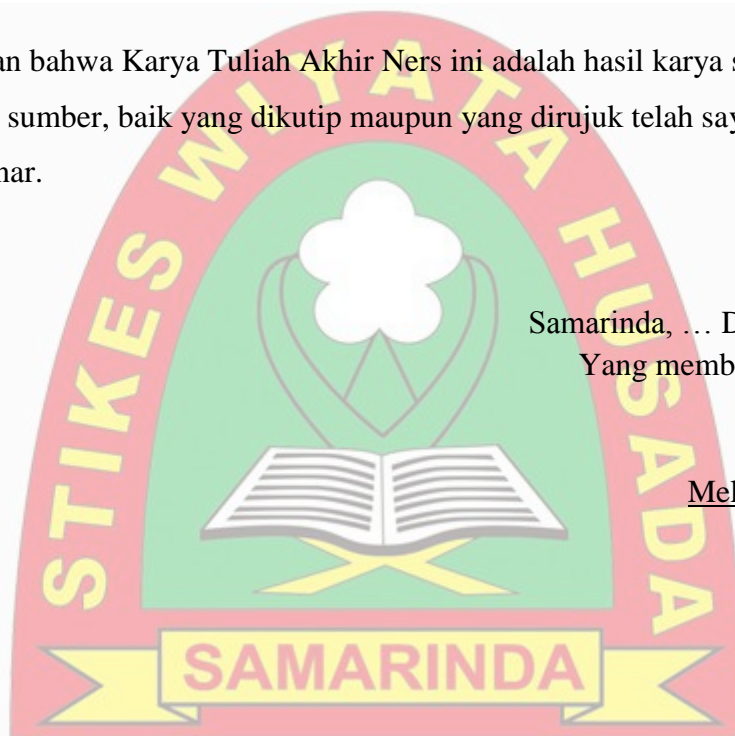 an bahwa Karya Tuliah Akhir Ners ini adalah hasil karya s
sumber, baik yang dikutip maupun yang dirujuk telah say
nar.
Samarinda, … D
Yang memb
Mel
STIKES WIYATA HUSADA
SAMARINDA